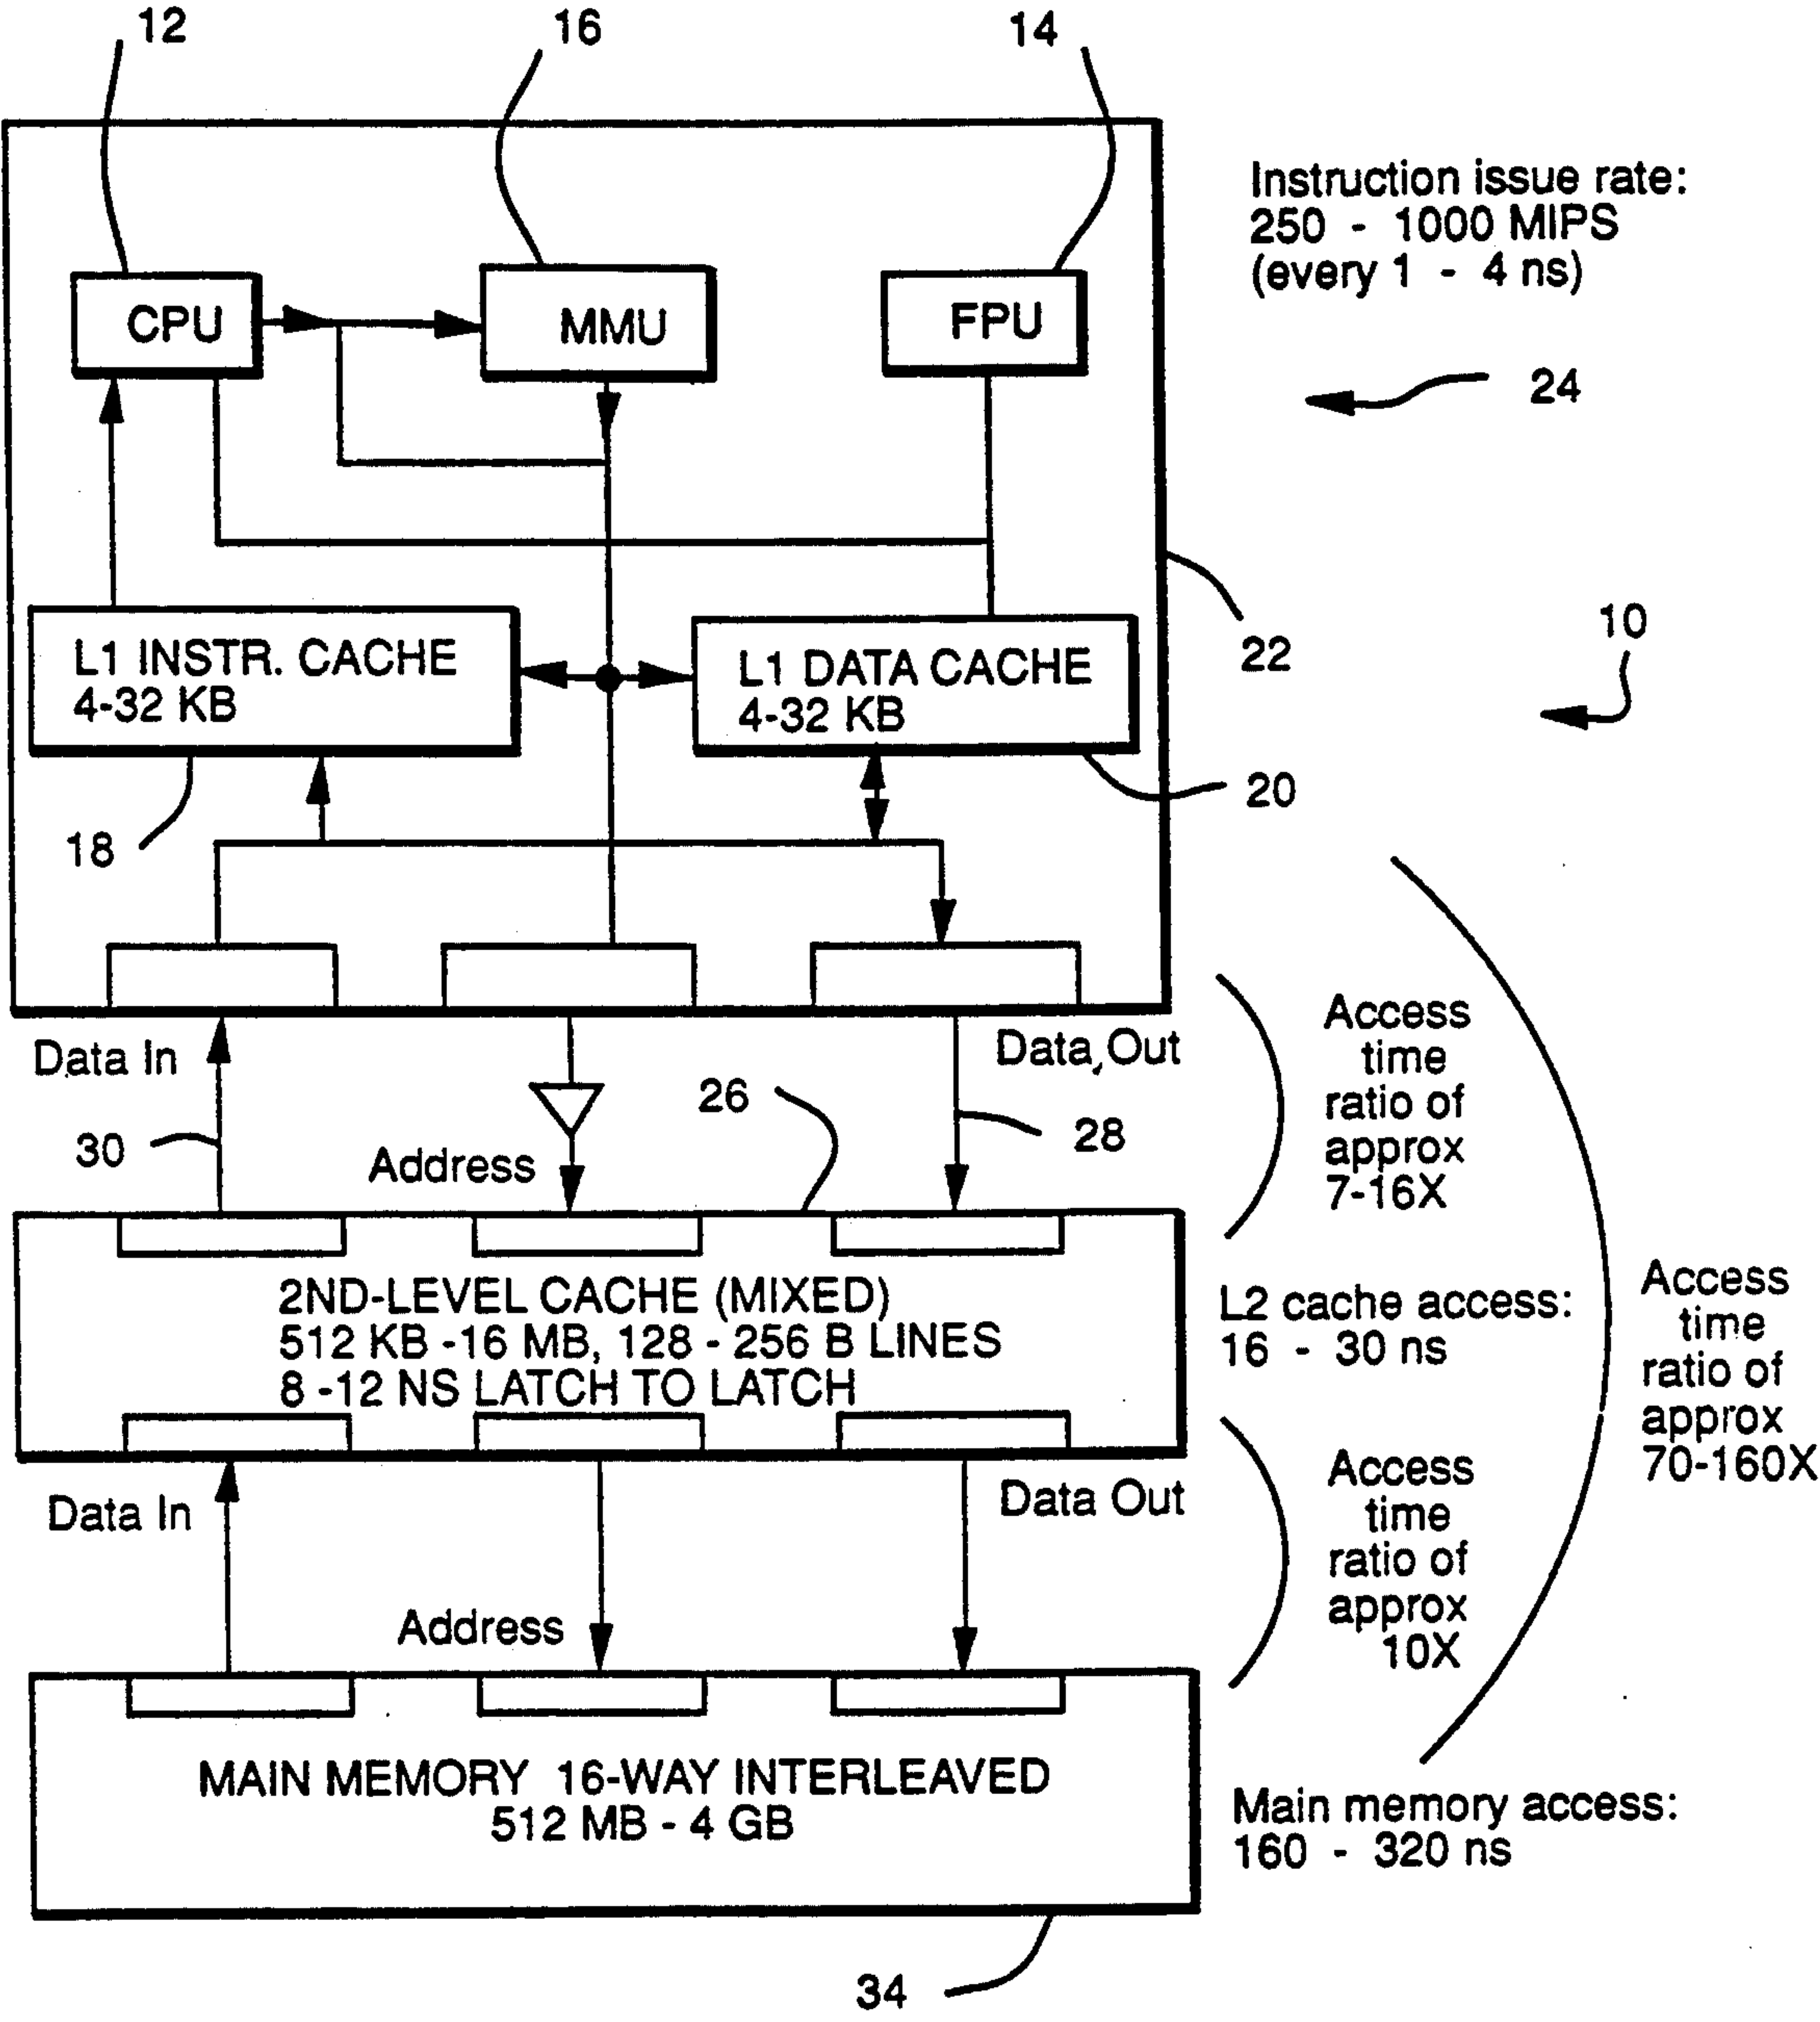 12
16
14
Instruction issue rate:
250 - 1000 MIPS
(every 1 - 4 ns)
CPU
MMU
FPU
24
10
22
L1 INSTR. CACHE
4-32 KB
L1 DATA CACHE
4-32 KB
20
18
Data In
Data Out
Access
time
ratio of
approx
7-16X
26
30
28
Address
2ND-LEVEL CACHE (MIXED)
512 KB -16 MB, 128 - 256 B LINES
8 -12 NS LATCH TO LATCH
L2 cache access:
16 - 30 ns
Access
time
ratio of
approx
70-160X
Data In
Data Out
Access
time
ratio of
approx
10X
Address
MAIN MEMORY 16-WAY INTERLEAVED
512 MB - 4 GB
Main memory access:
160 - 320 ns
34